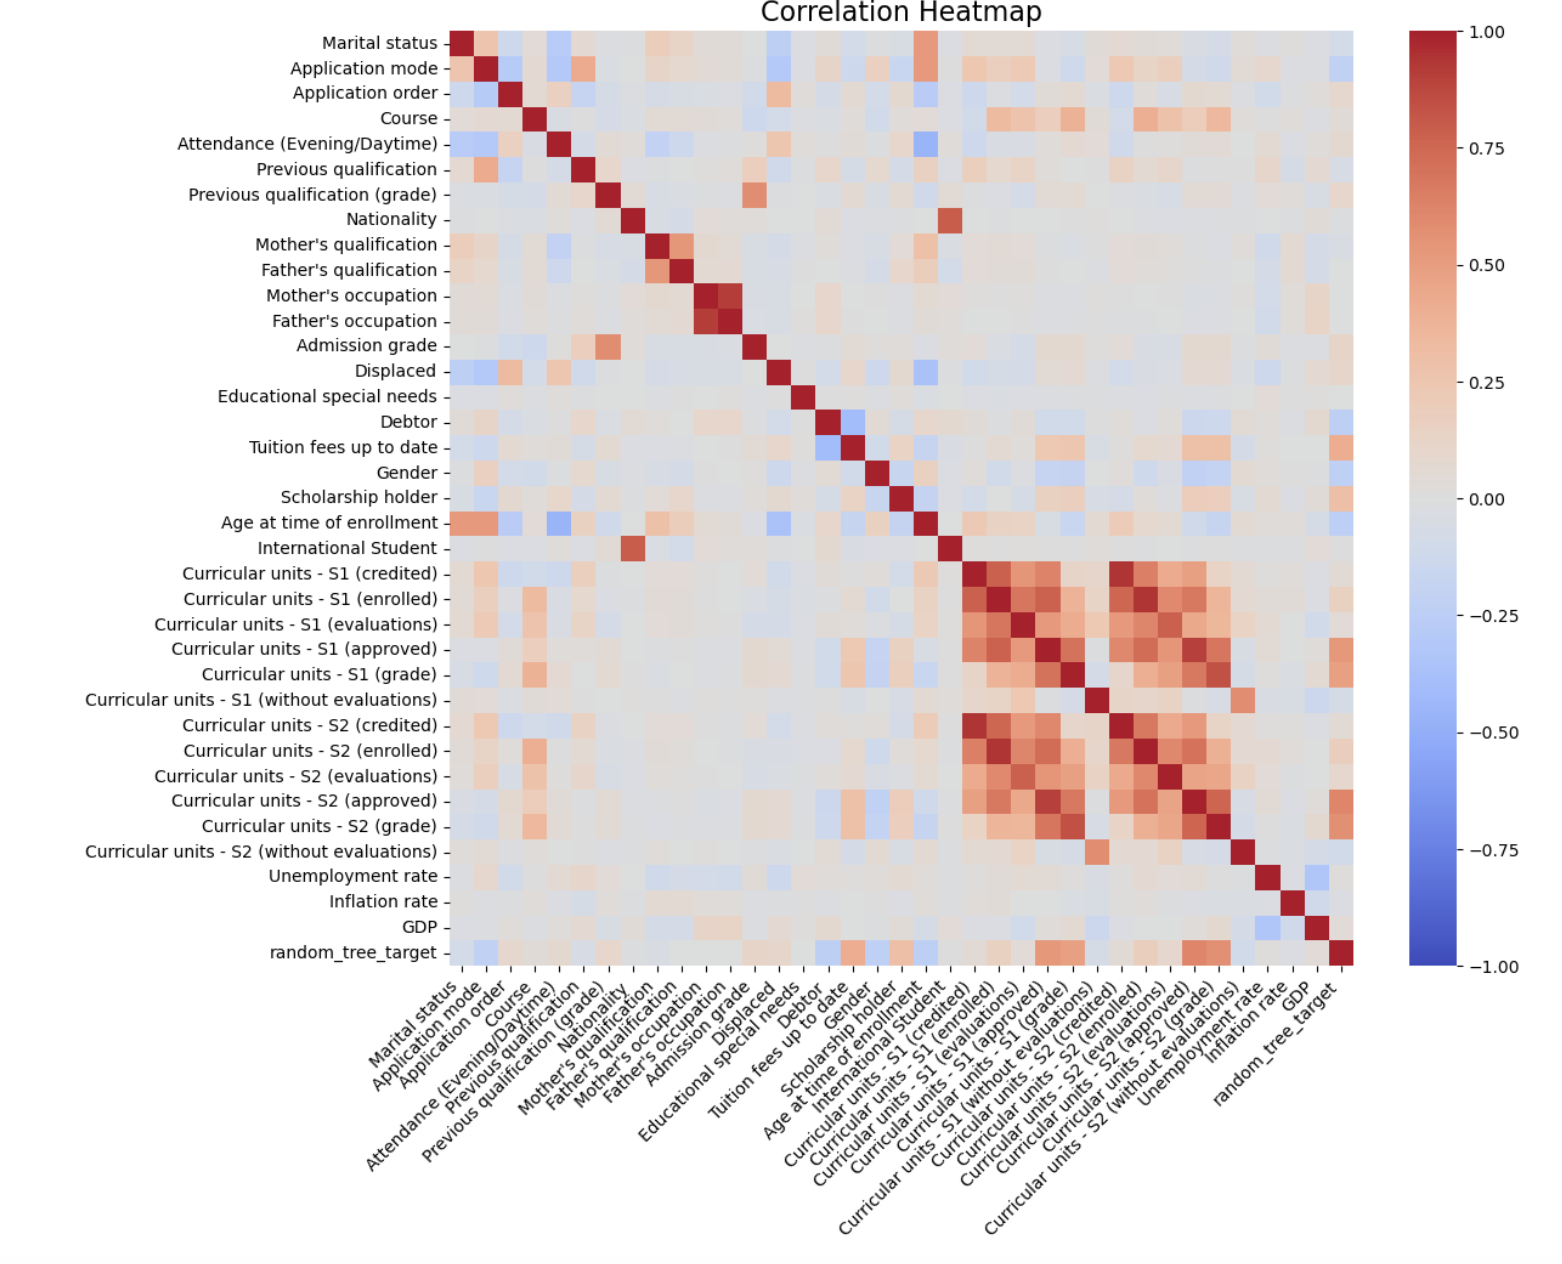 Correlation Heatmap
Marital status
Application mode
Application order
Course
Attendance (Evening/Daytime)
Previous qualification
Previous qualification (grade)
Nationality
Mother's qualification
Father's qualification
Mother's occupation
Father's occupation
Admission grade
Displaced
Educational special needs
Debtor
Tuition fees up to date
Gender
Scholarship holder
Age at time of enrollment
International Student
Curricular units - S1 (credited)
Curricular units - S1 (enrolled)
Curricular units - S1 (evaluations)
Curricular units - S1 (approved)
Curricular units - S1 (grade)
Curricular units - S1 (without evaluations)
Curricular units - S2 (credited)
Curricular units - S2 (enrolled)
Curricular units - S2 (evaluations)
Curricular units - S2 (approved)
Curricular units - S2 (grade)
Curricular units - S2 (without evaluations)
Unemployment rate
Inflation rate
GDP
random_tree_target
Marital status
Application mode
Application order
Course
Attendance (Evening/Daytime)
Previous qualification
Previous qualification (grade)
Nationality
Mother's qualification
Father's qualification
Mother's occupation
Father's occupation
Admission grade
Displaced
Educational special needs
Debtor
Tuition fees up to date
Gender
Scholarship holder
Age at time of enrollment
International Student
Curricular units - S1 (credited)
Curricular units - S1 (enrolled)
Curricular units - S1 (evaluations)
Curricular units - S1 (approved)
Curricular units - S1 (grade)
Curricular units - S1 (without evaluations)
Curricular units - S2 (credited)
Curricular units - S2 (enrolled)
Curricular units - S2 (evaluations)
Curricular units - S2 (approved)
Curricular units - S2 (grade)
Curricular units - S2 (without evaluations)
Unemployment rate
Inflation rate
GDP
random_tree_target
1.00
0.75
0.50
0.25
0.00
−0.25
−0.50
−0.75
−1.00